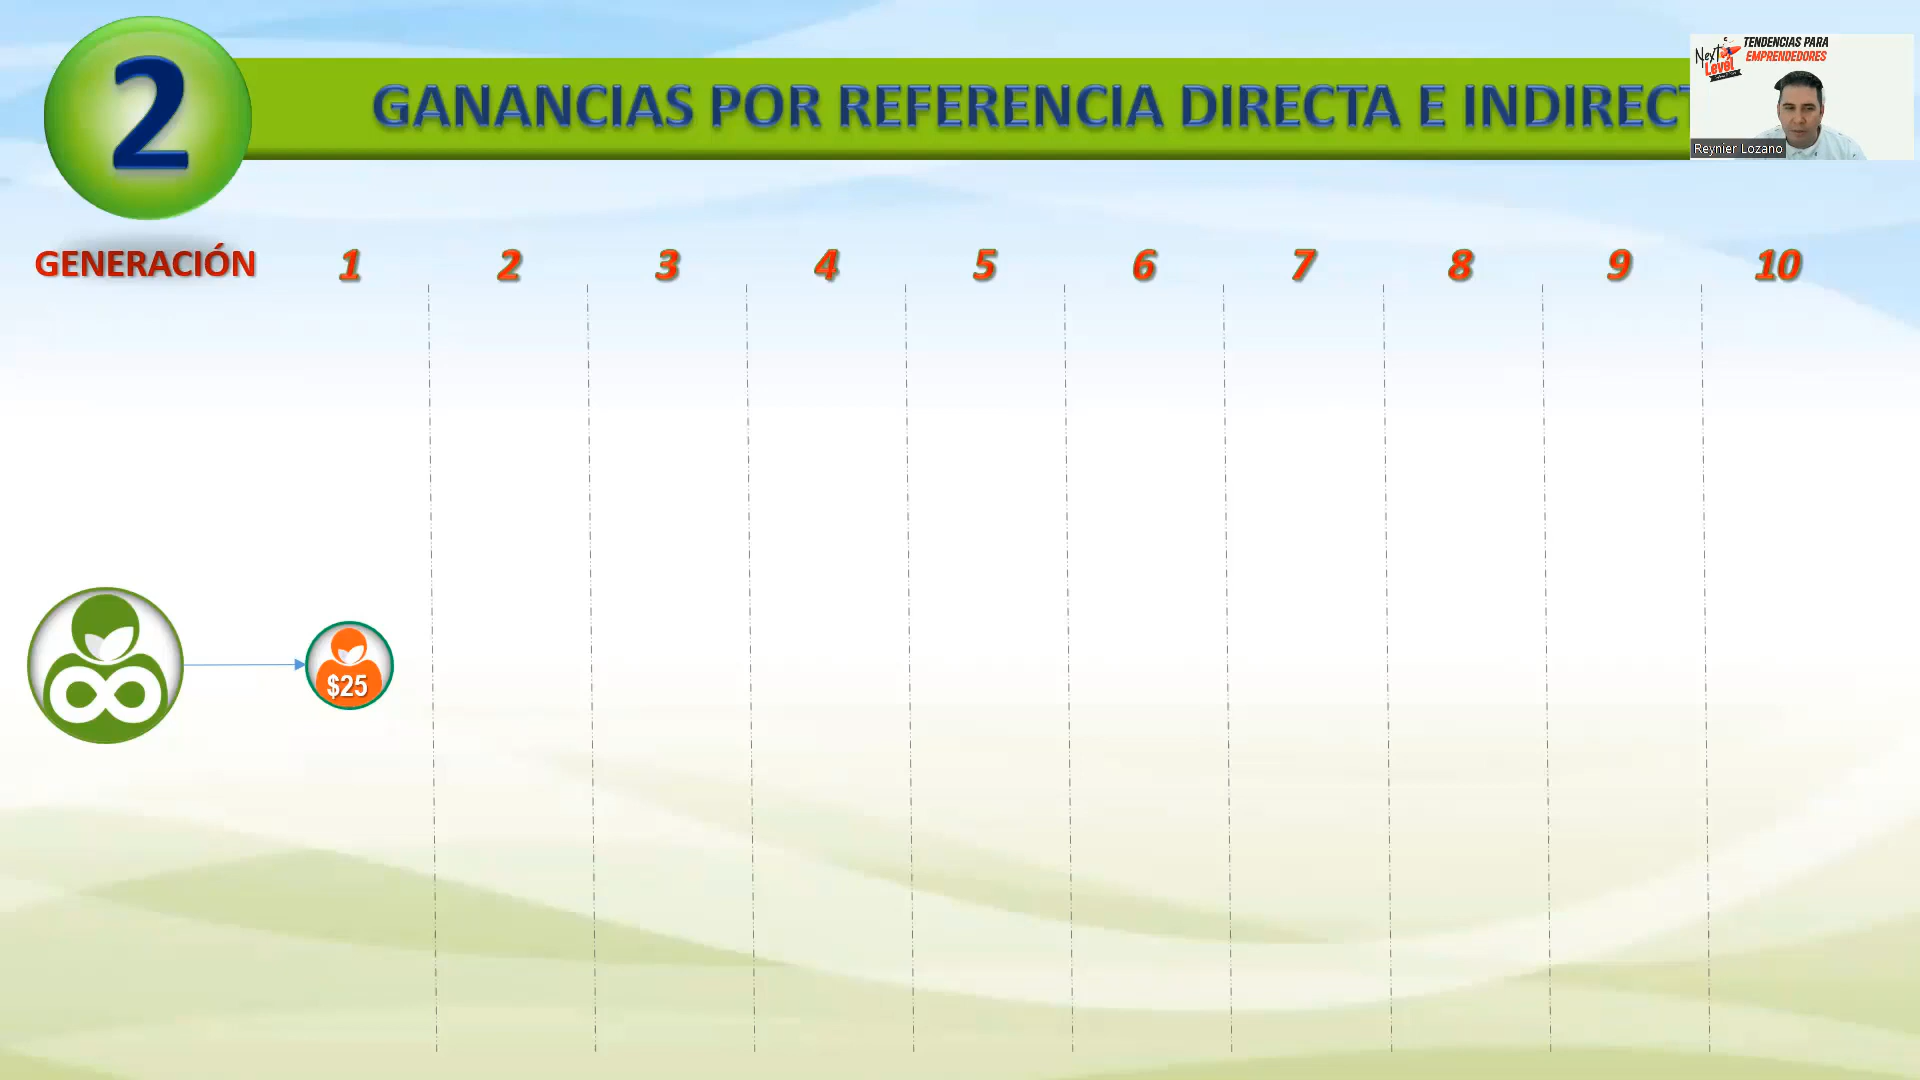 2
GANANCIAS POR REFERENCIA DIRECTA E INDIRECT
Next Level
TENDENCIAS PARA
EMPRENDEDORES
Reynier Lozano
GENERACIÓN 1 2 3 4 5 6 7 8 9 10
$25